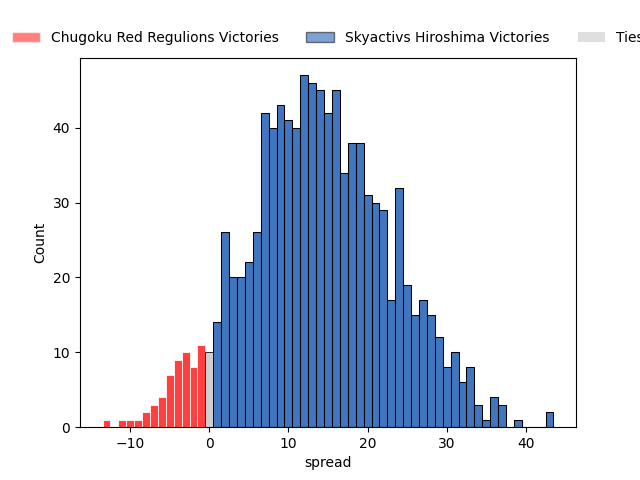 Chugoku Red Regulions Victories Skyactivs Hiroshima Victories Ties
Count
40
30
20
10
0
−10 0 10 20 30 40
spread